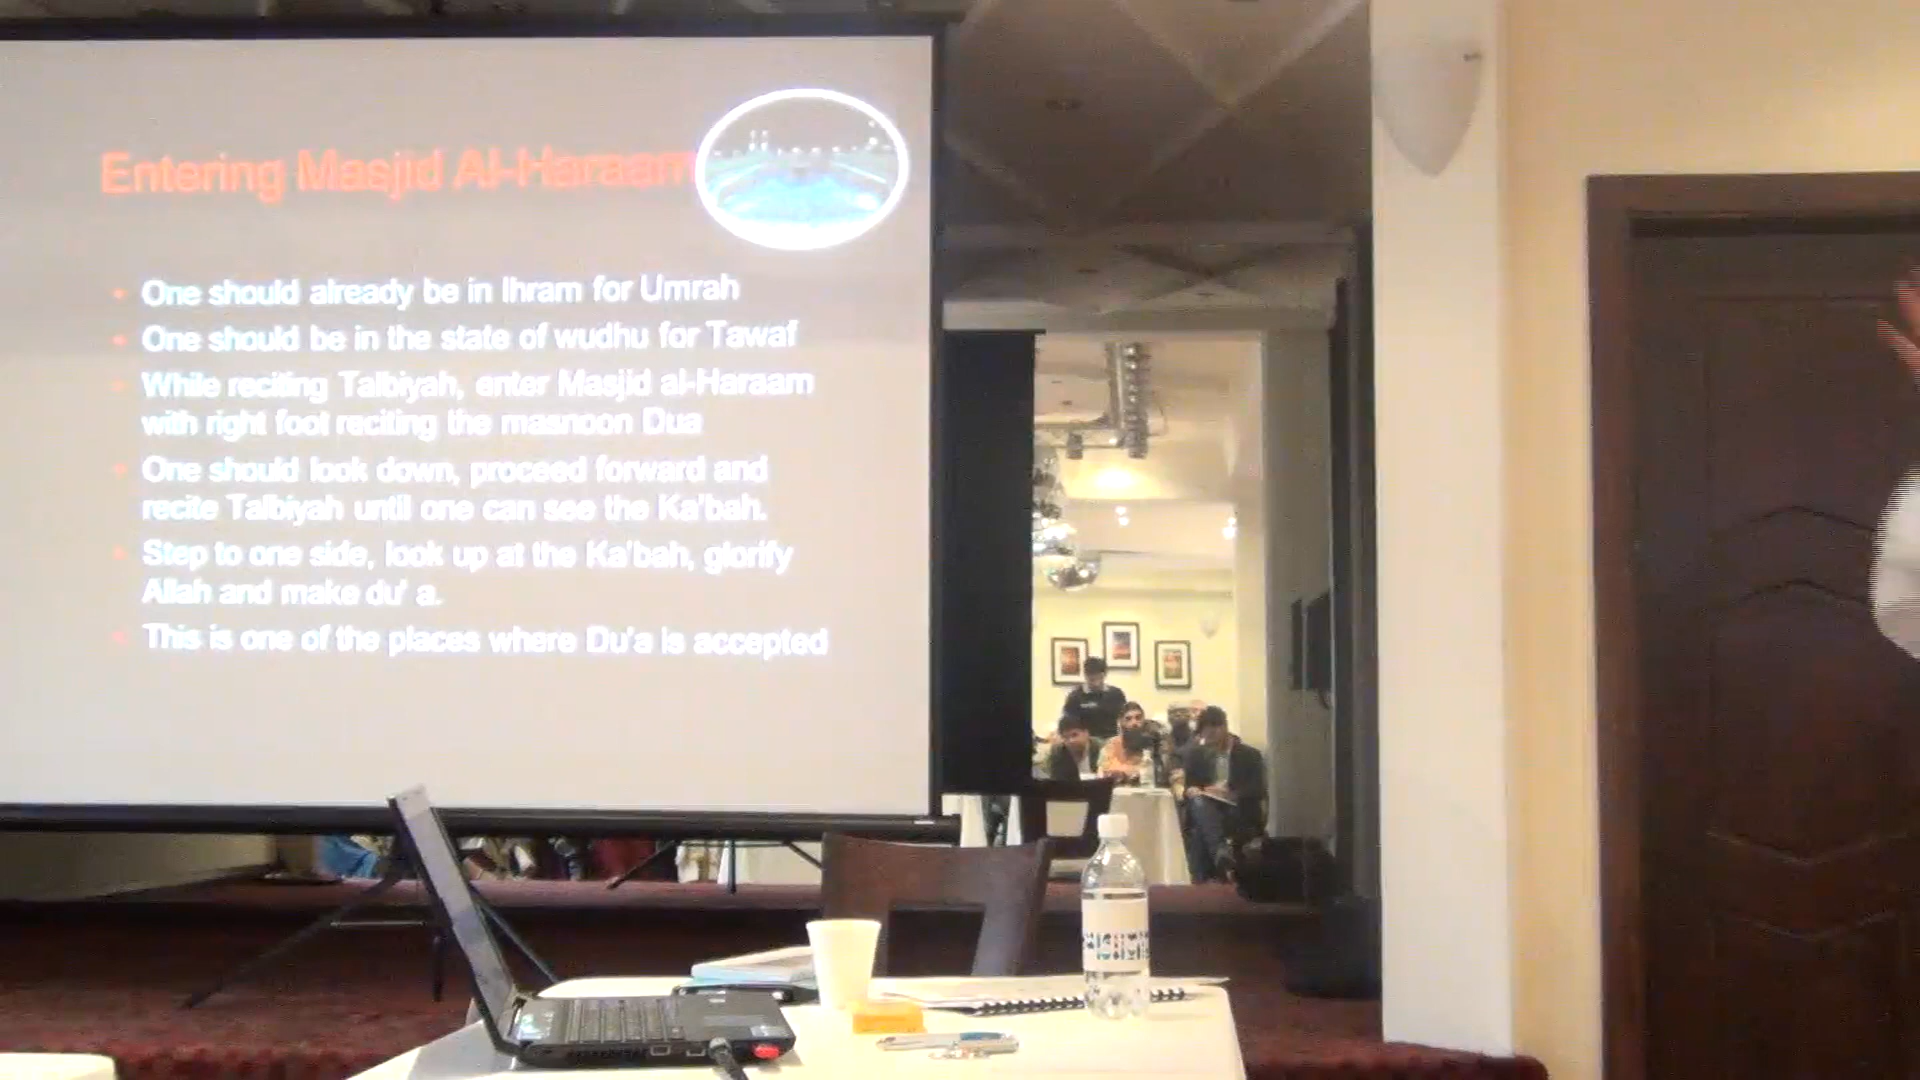 Entering Masjid Al-Haraam
One should already be in Ihram for Umrah
One should be in the state of wudhu for Tawaf
While reciting Talbiyah, enter Masjid al-Haraam
with right foot reciting the masnoon Dua
One should look down, proceed forward and
recite Talbiyah until one can see the Ka'bah.
Step to one side, look up at the Ka'bah, glorify
Allah and make du' a.
This is one of the places where Du'a is accepted